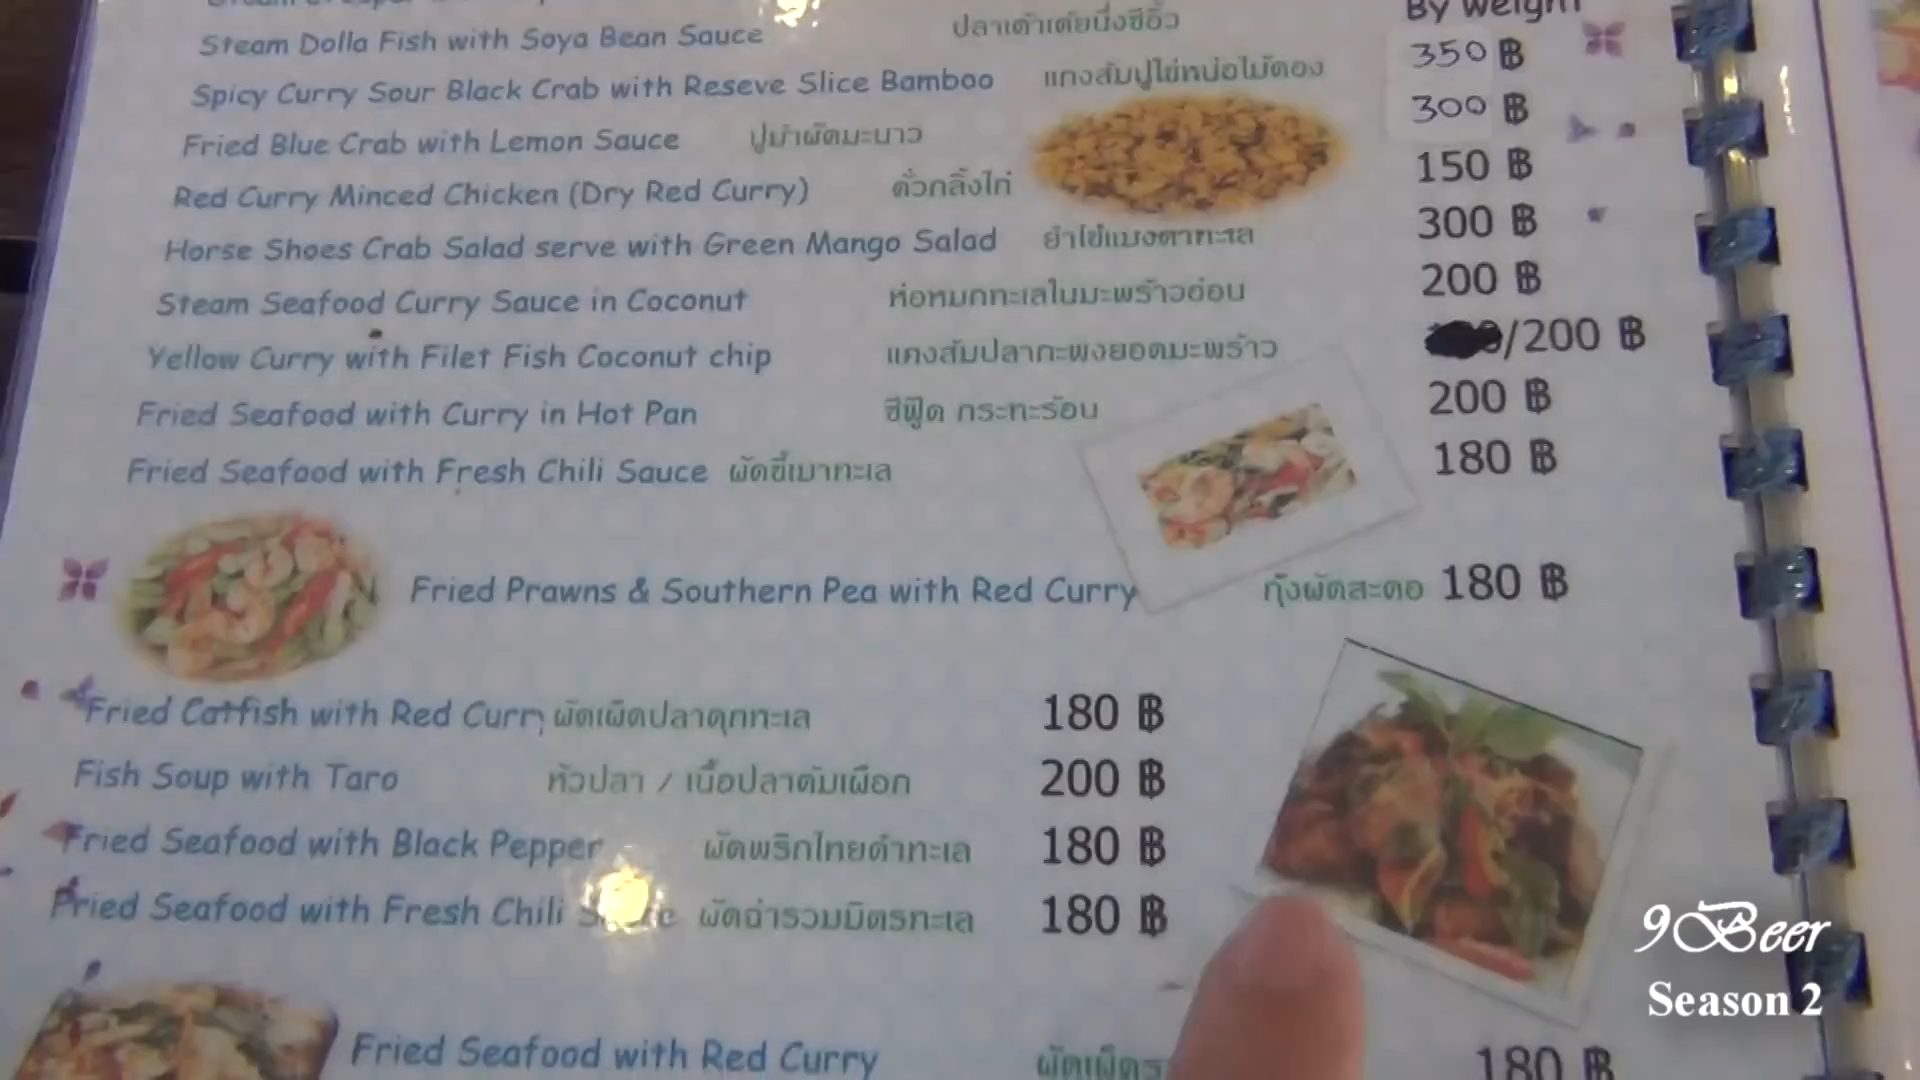 By Weight
Steam Dolla Fish with Soya Bean Sauce ปลาเต๋าเต้ยนึ่งซีอิ๊ว
Spicy Curry Sour Black Crab with Reseve Slice Bamboo แกงส้มปูไข่หน่อไม้ดอง 350 ฿
Fried Blue Crab with Lemon Sauce ปูม้าผัดมะนาว 300 ฿
Red Curry Minced Chicken (Dry Red Curry) คั่วกลิ้งไก่ 150 ฿
Horse Shoes Crab Salad serve with Green Mango Salad ยำไข่แมงดาทะเล 300 ฿
Steam Seafood Curry Sauce in Coconut ห่อหมกทะเลในมะพร้าวอ่อน 200 ฿
Yellow Curry with Filet Fish Coconut chip แกงส้มปลากะพงยอดมะพร้าว /200 ฿
Fried Seafood with Curry in Hot Pan ซีฟู๊ด กระทะร้อน 200 ฿
Fried Seafood with Fresh Chili Sauce ผัดขี้เมาทะเล 180 ฿
Fried Prawns & Southern Pea with Red Curry กุ้งผัดสะตอ 180 ฿
Fried Catfish with Red Curry ผัดเผ็ดปลาดุกทะเล 180 ฿
Fish Soup with Taro หัวปลา / เนื้อปลาต้มเผือก 200 ฿
Fried Seafood with Black Pepper ผัดพริกไทยดำทะเล 180 ฿
Fried Seafood with Fresh Chili ผัดฉ่ารวมมิตรทะเล 180 ฿
Fried Seafood with Red Curry 180 ฿
9Beer
Season 2